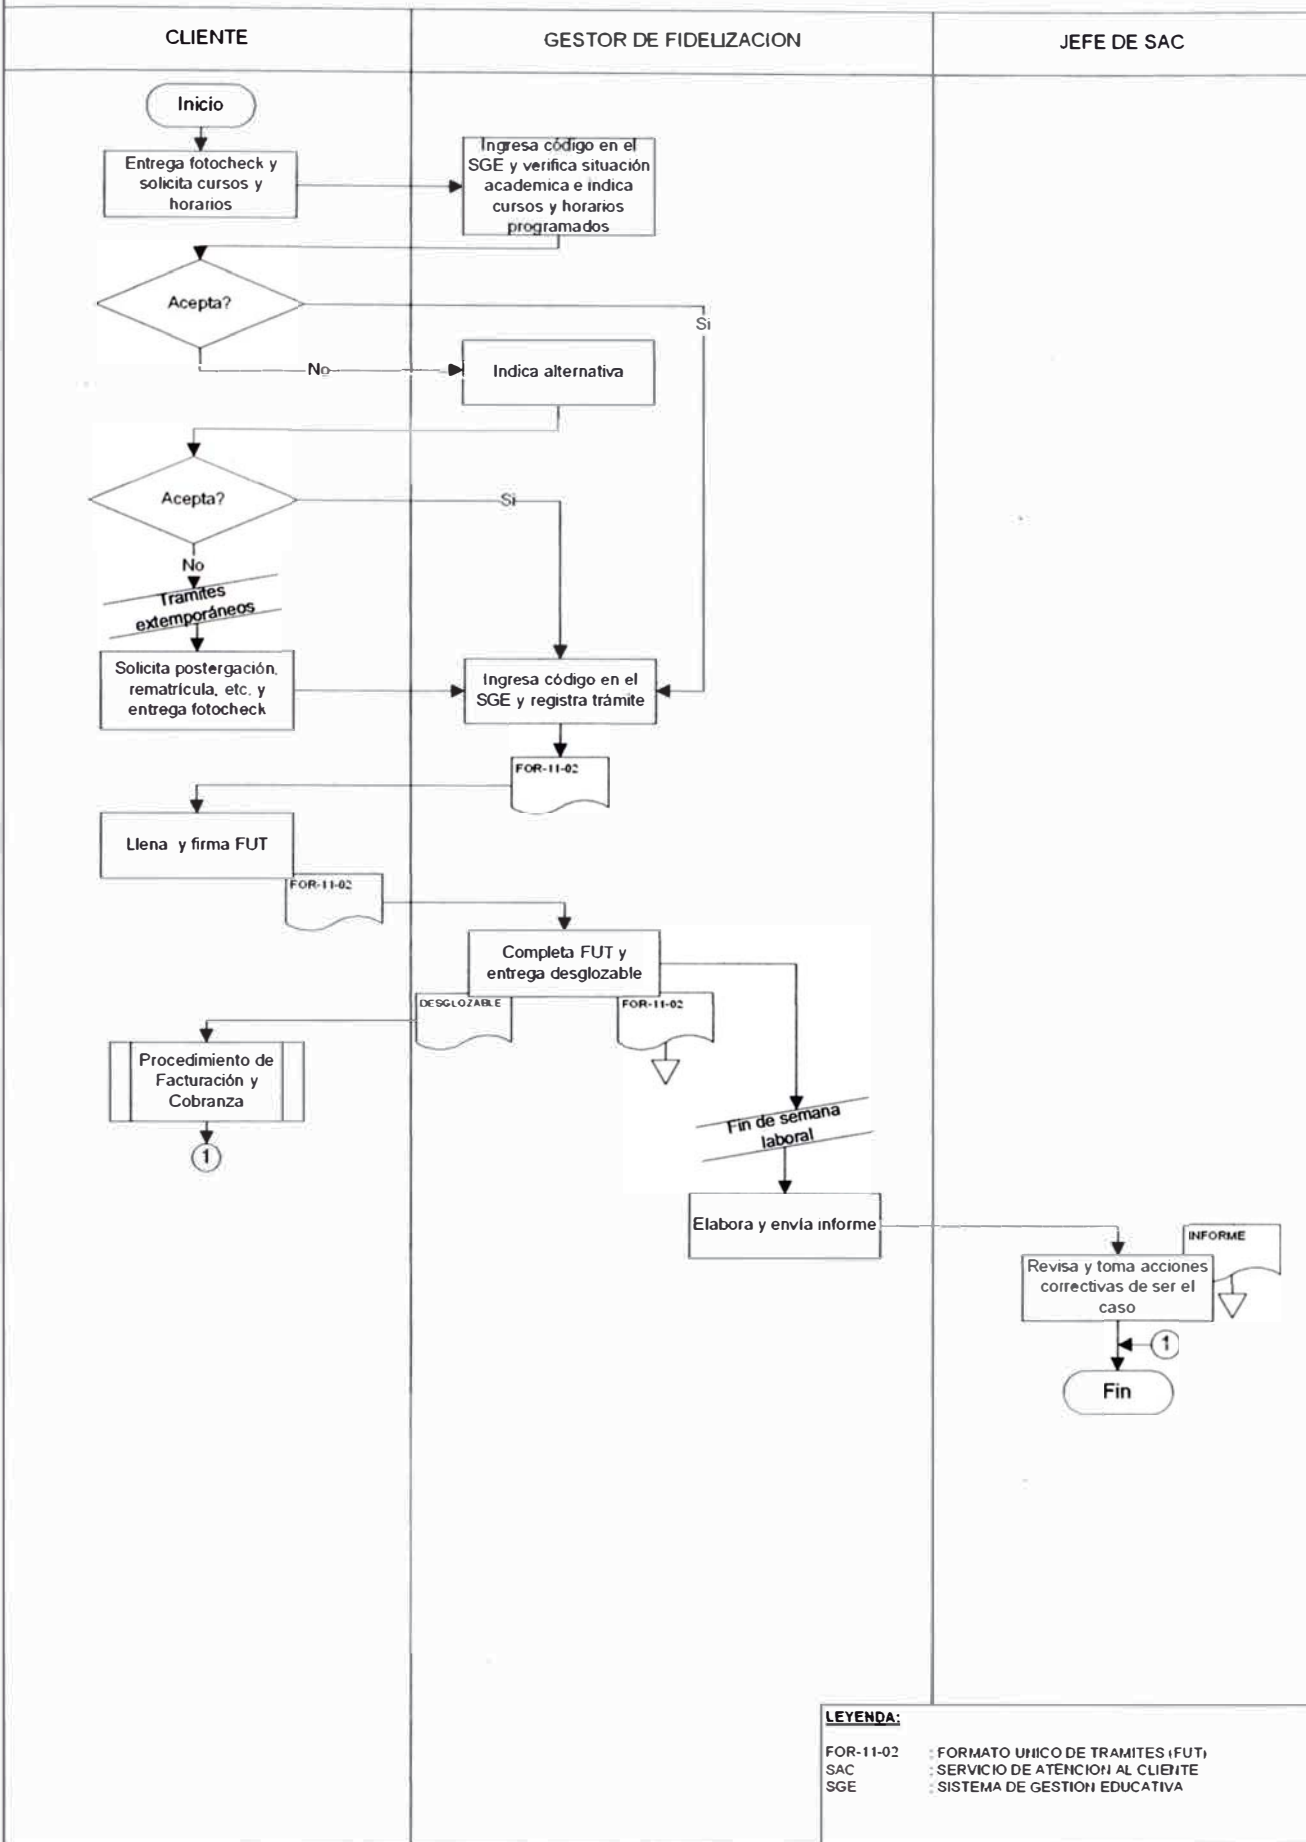 CLIENTE
GESTOR DE FIDELIZACION
JEFE DE SAC
Inicio
Entrega fotocheck y
solicita cursos y
horarios
Ingresa código en el
SGE y verifica situación
academica e indica
cursos y horarios
programados
Acepta?
Si
No
Indica alternativa
Acepta?
Si
No
Tramites
extemporáneos
Solicita postergación,
rematrícula, etc. y
entrega fotocheck
Ingresa código en el
SGE y registra trámite
FOR-11-02
Llena y firma FUT
FOR-11-02
Completa FUT y
entrega desglozable
DESGLOZABLE
FOR-11-02
Procedimiento de
Facturación y
Cobranza
1
Fin de semana
laboral
Elabora y envía informe
INFORME
Revisa y toma acciones
correctivas de ser el
caso
1
Fin
LEYENDA:
FOR-11-02 : FORMATO UNICO DE TRAMITES (FUT)
SAC : SERVICIO DE ATENCION AL CLIENTE
SGE : SISTEMA DE GESTION EDUCATIVA